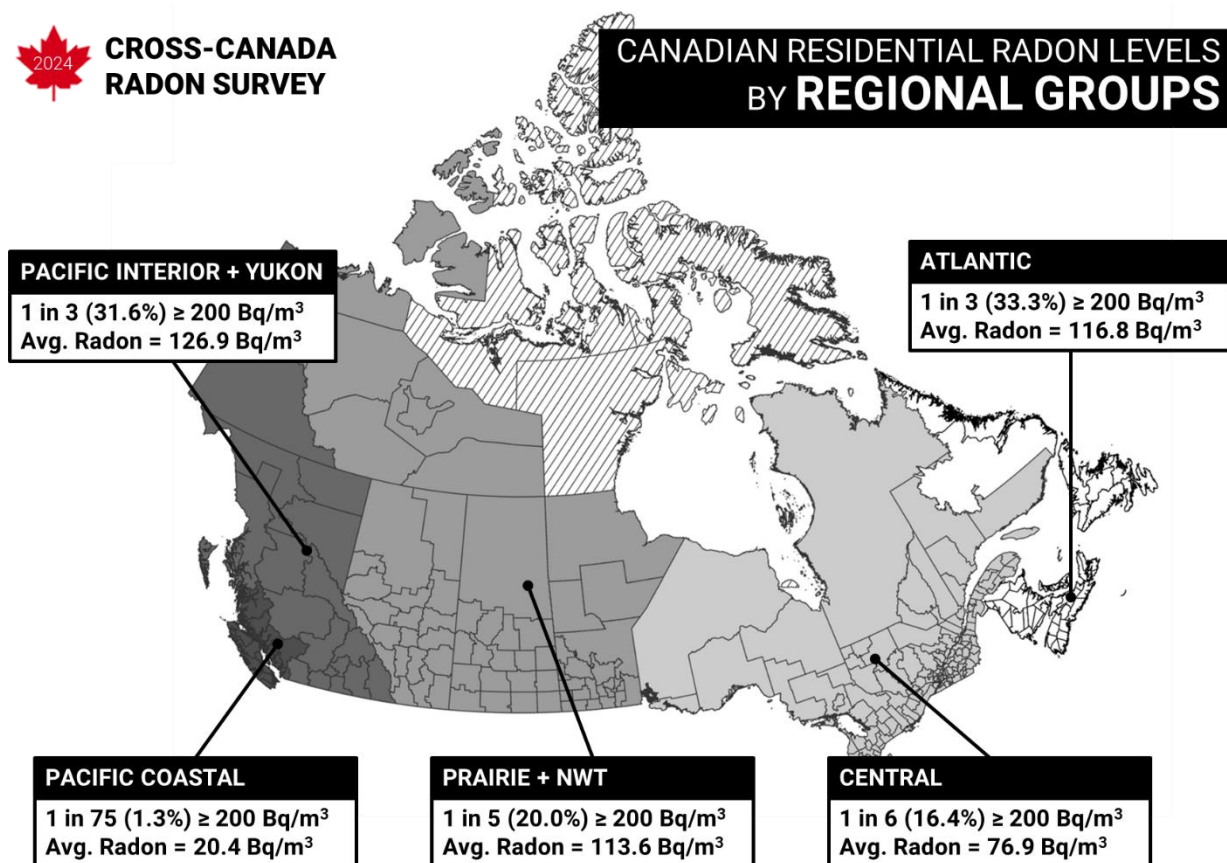 2024
CROSS-CANADA
RADON SURVEY
CANADIAN RESIDENTIAL RADON LEVELS
BY REGIONAL GROUPS
PACIFIC INTERIOR + YUKON
1 in 3 (31.6%) ≥ 200 Bq/m³
Avg. Radon = 126.9 Bq/m³
ATLANTIC
1 in 3 (33.3%) ≥ 200 Bq/m³
Avg. Radon = 116.8 Bq/m³
PACIFIC COASTAL
1 in 75 (1.3%) ≥ 200 Bq/m³
Avg. Radon = 20.4 Bq/m³
PRAIRIE + NWT
1 in 5 (20.0%) ≥ 200 Bq/m³
Avg. Radon = 113.6 Bq/m³
CENTRAL
1 in 6 (16.4%) ≥ 200 Bq/m³
Avg. Radon = 76.9 Bq/m³